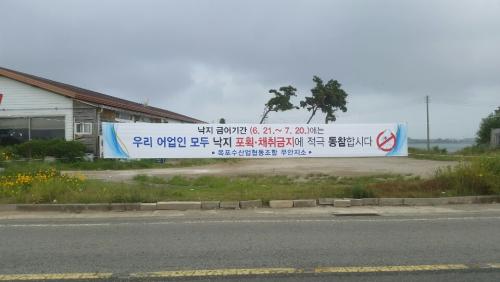 낙지 금어기간 (6. 21.~ 7. 20.)에는
우리 어업인 모두 낙지 포획·채취금지에 적극 동참합시다
• 목포수산업협동조합 무안지소 •